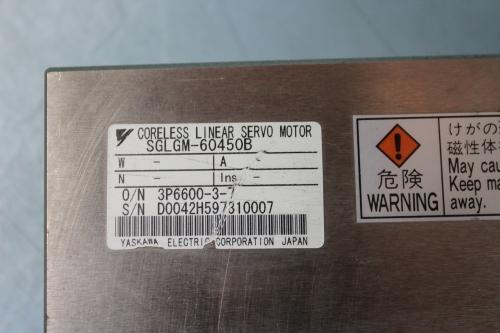 CORELESS LINEAR SERVO MOTOR
SGLGM-60450B
W - A -
N - Ins -
O/N 3P6600-3-7
S/N D0042H597310007
YASKAWA ELECTRIC CORPORATION JAPAN
危険
WARNING
けがの
磁性体
May cau
Keep ma
away.